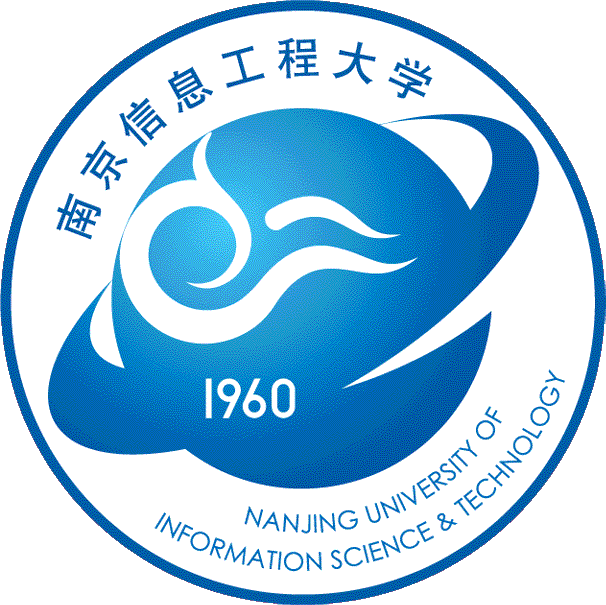 南京信息工程大学
1960
NANJING UNIVERSITY OF
INFORMATION SCIENCE & TECHNOLOGY